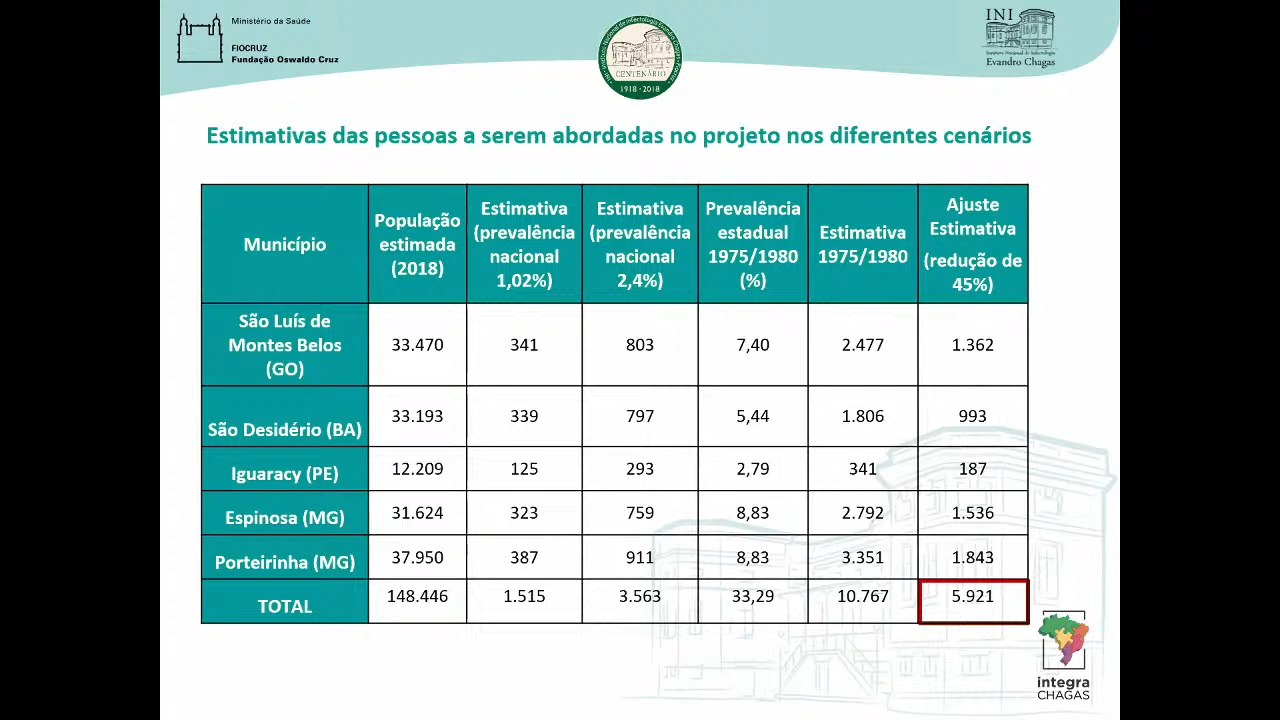 Ministério da Saúde
FIOCRUZ
Fundação Oswaldo Cruz
CENTENÁRIO
1918 - 2018
INI
Instituto Nacional de Infectologia
Evandro Chagas
Estimativas das pessoas a serem abordadas no projeto nos diferentes cenários
Município
População
estimada
(2018)
Estimativa
(prevalência
nacional
1,02%)
Estimativa
(prevalência
nacional
2,4%)
Prevalência
estadual
1975/1980
(%)
Estimativa
1975/1980
Ajuste
Estimativa
(redução de
45%)
São Luís de
Montes Belos
(GO)
33.470
341
803
7,40
2.477
1.362
São Desidério (BA)
33.193
339
797
5,44
1.806
993
Iguaracy (PE)
12.209
125
293
2,79
341
187
Espinosa (MG)
31.624
323
759
8,83
2.792
1.536
Porteirinha (MG)
37.950
387
911
8,83
3.351
1.843
TOTAL
148.446
1.515
3.563
33,29
10.767
5.921
integra
CHAGAS